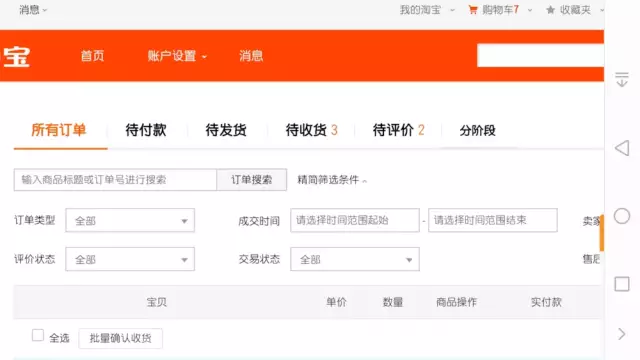 消息 我的淘宝 购物车7 收藏夹
宝 首页 账户设置 消息
所有订单 待付款 待发货 待收货 3 待评价 2 分阶段
输入商品标题或订单号进行搜索 订单搜索 精简筛选条件
订单类型 全部 成交时间 请选择时间范围起始 - 请选择时间范围结束 卖家
评价状态 全部 交易状态 全部 售后
宝贝 单价 数量 商品操作 实付款
全选 批量确认收货